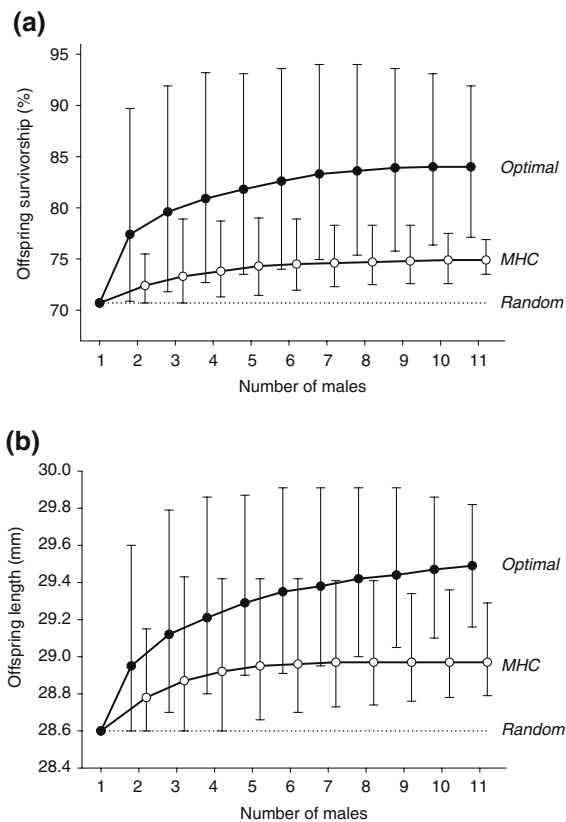 (a)
95
90
85
80
75
70
Offspring survivorship (%)
Optimal
MHC
Random
1 2 3 4 5 6 7 8 9 10 11
Number of males
(b)
30.0
29.8
29.6
29.4
29.2
29.0
28.8
28.6
28.4
Offspring length (mm)
Optimal
MHC
Random
1 2 3 4 5 6 7 8 9 10 11
Number of males